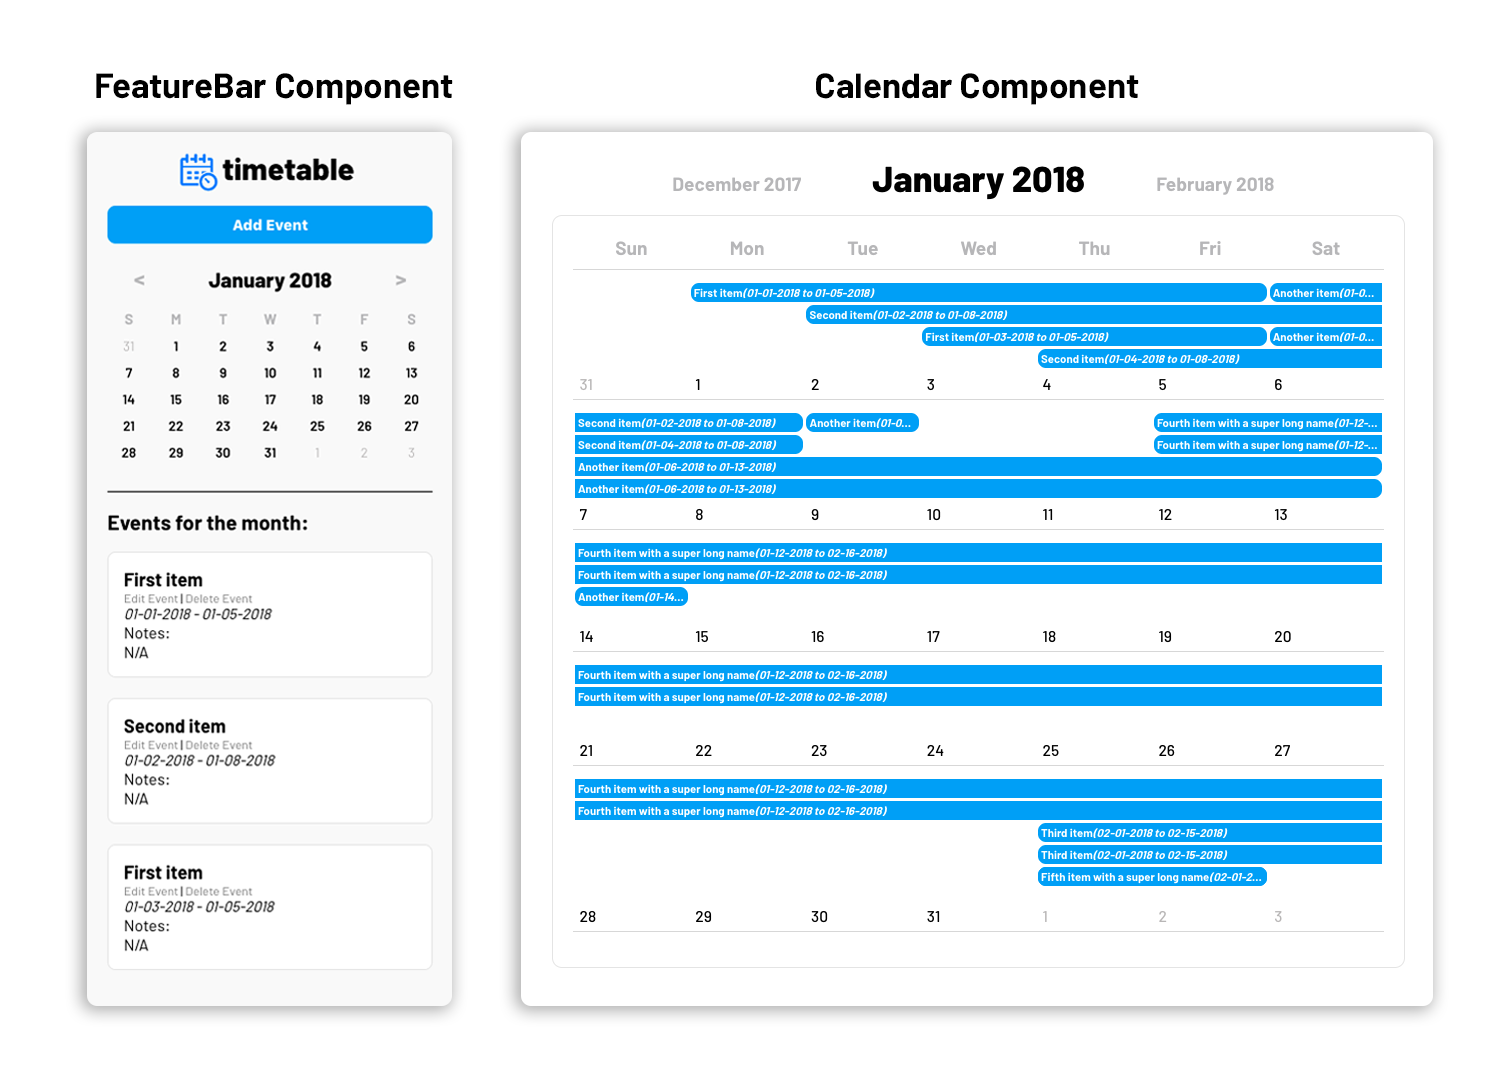 FeatureBar Component
timetable
Add Event
< January 2018 >
S M T W T F S
31 1 2 3 4 5 6
7 8 9 10 11 12 13
14 15 16 17 18 19 20
21 22 23 24 25 26 27
28 29 30 31 1 2 3
Events for the month:
First item
Edit Event | Delete Event
01-01-2018 - 01-05-2018
Notes:
N/A
Second item
Edit Event | Delete Event
01-02-2018 - 01-08-2018
Notes:
N/A
First item
Edit Event | Delete Event
01-03-2018 - 01-05-2018
Notes:
N/A
Calendar Component
December 2017 January 2018 February 2018
Sun Mon Tue Wed Thu Fri Sat
First item(01-01-2018 to 01-05-2018) Another item(01-0...
Second item(01-02-2018 to 01-08-2018)
First item(01-03-2018 to 01-05-2018) Another item(01-0...
Second item(01-04-2018 to 01-08-2018)
31 1 2 3 4 5 6
Second item(01-02-2018 to 01-08-2018) Another item(01-0... Fourth item with a super long name(01-12-...
Second item(01-04-2018 to 01-08-2018) Fourth item with a super long name(01-12-...
Another item(01-06-2018 to 01-13-2018)
Another item(01-06-2018 to 01-13-2018)
7 8 9 10 11 12 13
Fourth item with a super long name(01-12-2018 to 02-16-2018)
Fourth item with a super long name(01-12-2018 to 02-16-2018)
Another item(01-14...
14 15 16 17 18 19 20
Fourth item with a super long name(01-12-2018 to 02-16-2018)
Fourth item with a super long name(01-12-2018 to 02-16-2018)
21 22 23 24 25 26 27
Fourth item with a super long name(01-12-2018 to 02-16-2018)
Fourth item with a super long name(01-12-2018 to 02-16-2018)
Third item(02-01-2018 to 02-15-2018)
Third item(02-01-2018 to 02-15-2018)
Fifth item with a super long name(02-01-2...
28 29 30 31 1 2 3